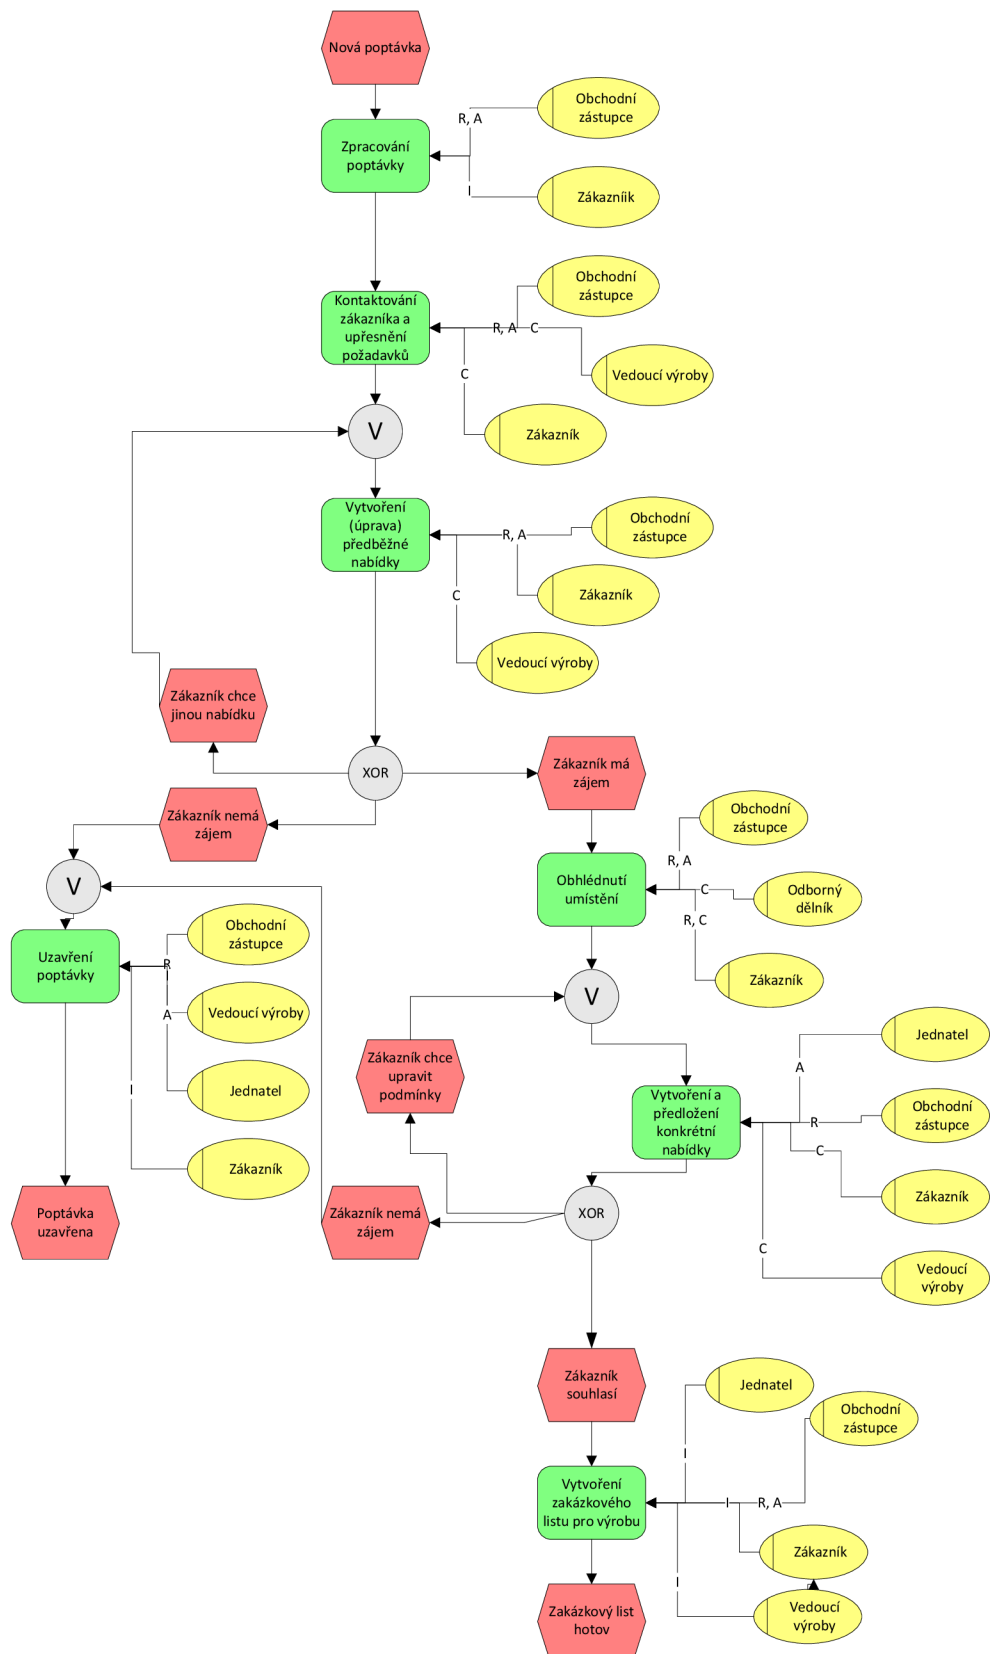 Nová poptávka
Obchodní
zástupce
R, A
Zpracování
poptávky
I
Zákazníik
Obchodní
zástupce
Kontaktování
zákazníka a
upřesnění
požadavků
R, A
C
C
Vedoucí výroby
V
Zákazník
Vytvoření
(úprava)
předběžné
nabídky
R, A
Obchodní
zástupce
C
Zákazník
Vedoucí výroby
Zákazník chce
jinou nabídku
XOR
Zákazník má
zájem
Zákazník nemá
zájem
Obchodní
zástupce
R, A
V
Obhlédnutí
umístění
C
Odborný
dělník
R, C
Uzavření
poptávky
Obchodní
zástupce
R
I
Zákazník
V
A
Vedoucí výroby
Jednatel
Zákazník chce
upravit
podmínky
A
I
Jednatel
Vytvoření a
předložení
konkrétní
nabídky
R
Obchodní
zástupce
C
Zákazník
Zákazník
Poptávka
uzavřena
Zákazník nemá
zájem
XOR
C
Vedoucí
výroby
Zákazník
souhlasí
Jednatel
Obchodní
zástupce
I
Vytvoření
zakázkového
listu pro výrobu
I
R, A
Zákazník
I
Zakázkový list
hotov
Vedoucí
výroby